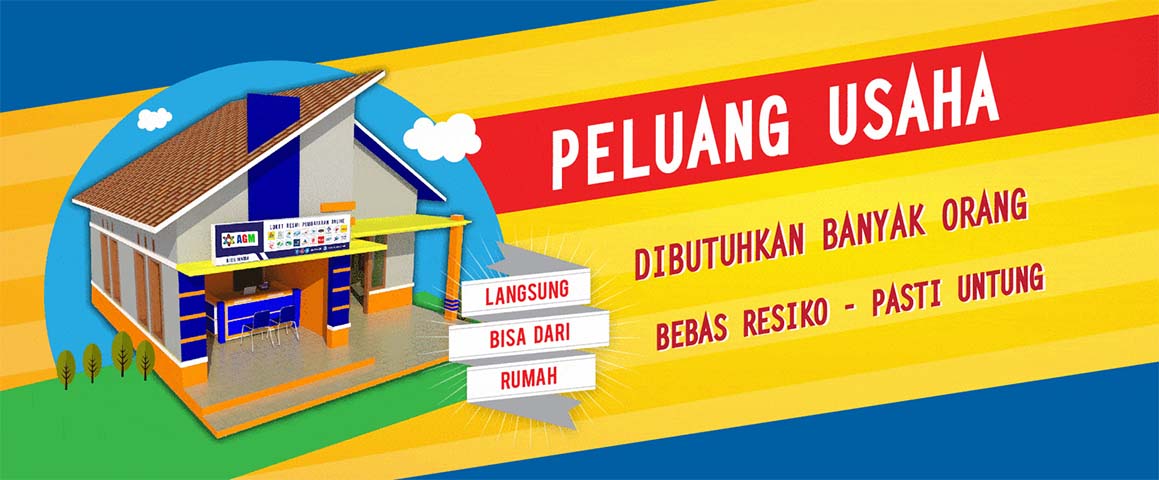 PELUANG USAHA
DIBUTUHKAN BANYAK ORANG
BEBAS RESIKO - PASTI UNTUNG
LANGSUNG
BISA DARI
RUMAH
AGM
LOKET RESMI PEMBAYARAN ONLINE